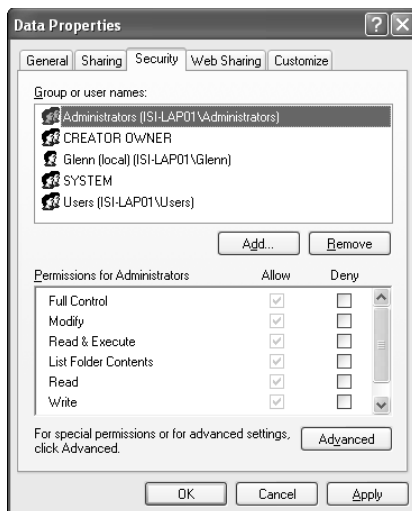 Data Properties
General Sharing Security Web Sharing Customize
Group or user names:
Administrators (ISI-LAP01\Administrators)
CREATOR OWNER
Glenn (local) (ISI-LAP01\Glenn)
SYSTEM
Users (ISI-LAP01\Users)
Add... Remove
Permissions for Administrators Allow Deny
Full Control
Modify
Read & Execute
List Folder Contents
Read
Write
For special permissions or for advanced settings, Advanced
click Advanced.
OK Cancel Apply